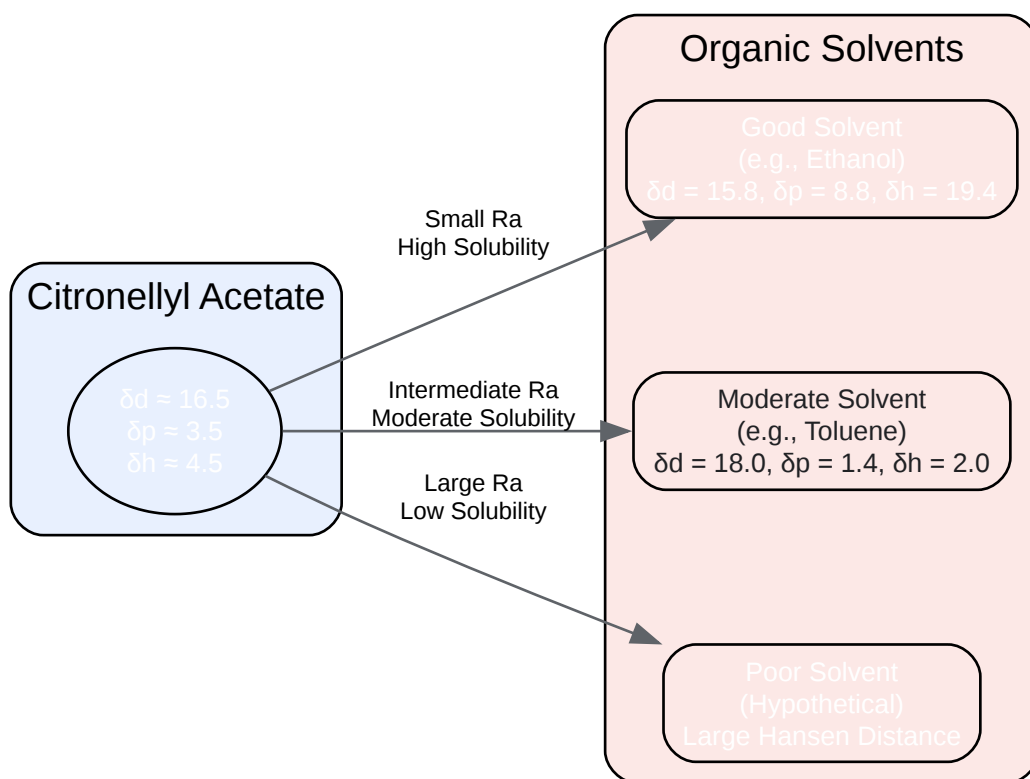 Organic Solvents
Good Solvent
(e.g., Ethanol)
δd = 15.8, δp = 8.8, δh = 19.4
Small Ra
High Solubility
Citronellyl Acetate
δd ≈ 16.5
δp ≈ 3.5
δh ≈ 4.5
Intermediate Ra
Moderate Solubility
Moderate Solvent
(e.g., Toluene)
δd = 18.0, δp = 1.4, δh = 2.0
Large Ra
Low Solubility
Poor Solvent
(Hypothetical)
Large Hansen Distance